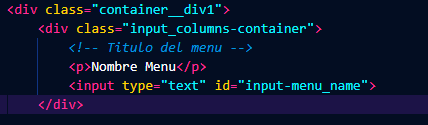 <div class="container__div1">
<div class="input_columns-container">
<!-- Titulo del menu -->
<p>Nombre Menu</p>
<input type="text" id="input-menu_name">
</div>